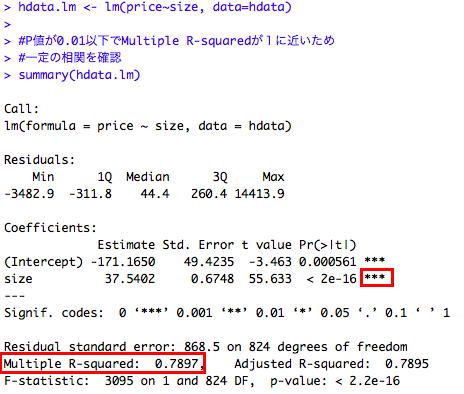 > hdata.lm <- lm(price~size, data=hdata)
>
> #P値が0.01以下でMultiple R-squaredが１に近いため
> #一定の相関を確認
> summary(hdata.lm)
Call:
lm(formula = price ~ size, data = hdata)
Residuals:
Min 1Q Median 3Q Max
-3482.9 -311.8 44.4 260.4 14413.9
Coefficients:
Estimate Std. Error t value Pr(>|t|)
(Intercept) -171.1650 49.4235 -3.463 0.000561 ***
size 37.5402 0.6748 55.633 < 2e-16 ***
---
Signif. codes: 0 ‘***’ 0.001 ‘**’ 0.01 ‘*’ 0.05 ‘.’ 0.1 ‘ ’ 1
Residual standard error: 868.5 on 824 degrees of freedom
Multiple R-squared: 0.7897, Adjusted R-squared: 0.7895
F-statistic: 3095 on 1 and 824 DF, p-value: < 2.2e-16